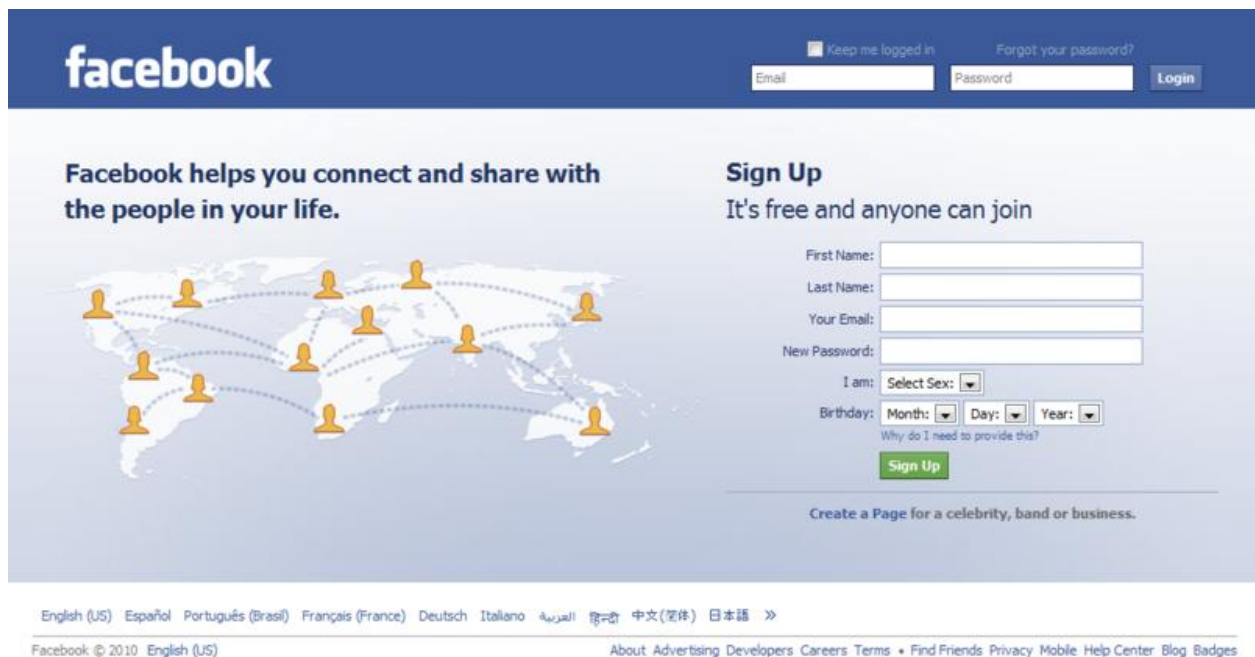 facebook
Keep me logged in Forgot your password?
Email Password Login
Facebook helps you connect and share with
the people in your life.
Sign Up
It's free and anyone can join
First Name:
Last Name:
Your Email:
New Password:
I am: Select Sex:
Birthday: Month: Day: Year:
Why do I need to provide this?
Sign Up
Create a Page for a celebrity, band or business.
English (US) Español Português (Brasil) Français (France) Deutsch Italiano العربية हिन्दी 中文(简体) 日本語 »
Facebook © 2010 English (US) About Advertising Developers Careers Terms • Find Friends Privacy Mobile Help Center Blog Badges